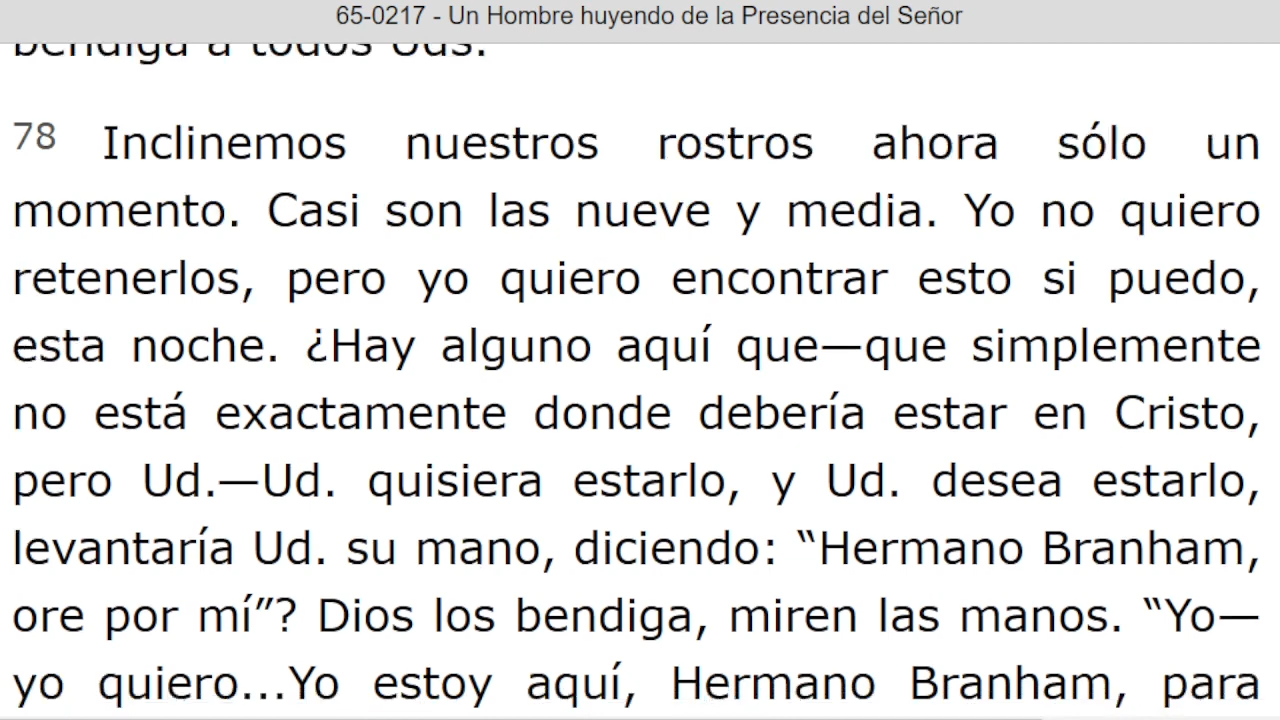 65-0217 - Un Hombre huyendo de la Presencia del Señor
bendiga a todos Uds.
78 Inclinemos nuestros rostros ahora sólo un
momento. Casi son las nueve y media. Yo no quiero
retenerlos, pero yo quiero encontrar esto si puedo,
esta noche. ¿Hay alguno aquí que—que simplemente
no está exactamente donde debería estar en Cristo,
pero Ud.—Ud. quisiera estarlo, y Ud. desea estarlo,
levantaría Ud. su mano, diciendo: “Hermano Branham,
ore por mí”? Dios los bendiga, miren las manos. “Yo—
yo quiero...Yo estoy aquí, Hermano Branham, para